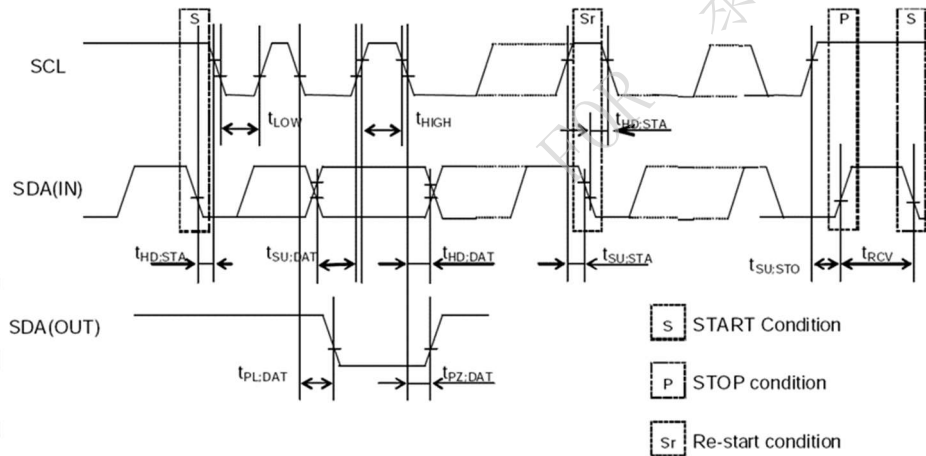 S Sr P S
SCL
tLOW tHIGH tHD:STA
SDA(IN)
tHD:STA tSU:DAT tHD:DAT tSU:STA tSU:STO tRCV
SDA(OUT)
tPL:DAT tPZ:DAT
S START Condition
P STOP condition
Sr Re-start condition
FOR